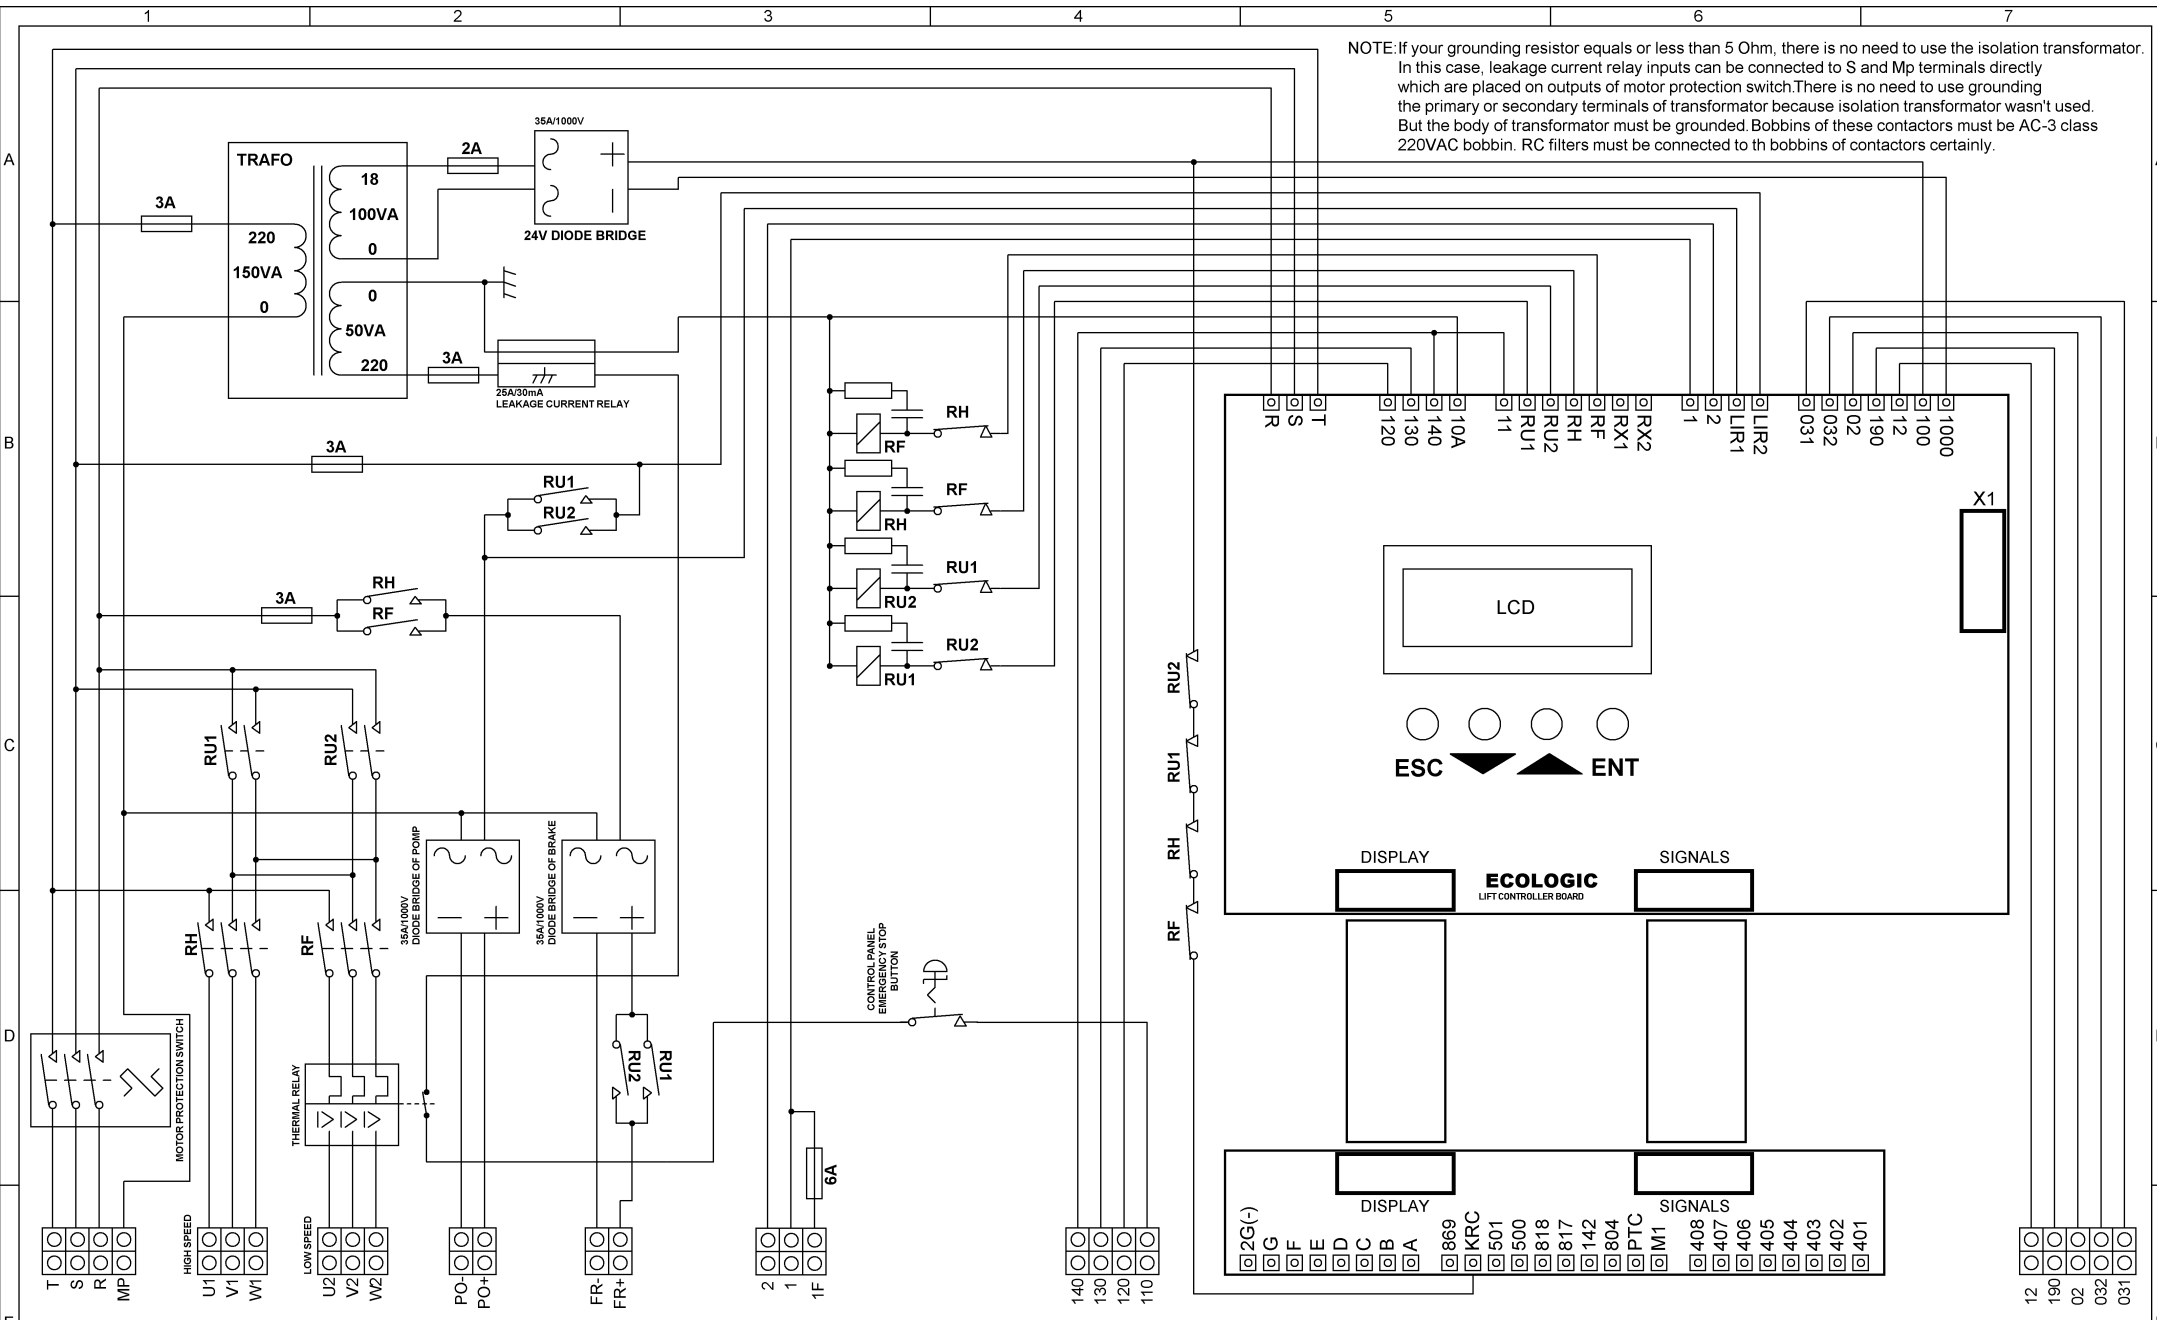 1 2 3 4 5 6 7
NOTE:If your grounding resistor equals or less than 5 Ohm, there is no need to use the isolation transformator.
In this case, leakage current relay inputs can be connected to S and Mp terminals directly
which are placed on outputs of motor protection switch.There is no need to use grounding
the primary or secondary terminals of transformator because isolation transformator wasn't used.
But the body of transformator must be grounded. Bobbins of these contactors must be AC-3 class
220VAC bobbin. RC filters must be connected to th bobbins of contactors certainly.
A
TRAFO
3A
220
150VA
0
18
100VA
0
0
50VA
220
2A
35A/1000V
24V DIODE BRIDGE
3A
25A/30mA
LEAKAGE CURRENT RELAY
B
3A
RU1
RU2
3A
RH
RF
RH
RF
RF
RH
RU1
RU2
RU2
RU1
R S T 120 130 140 10A 11 RU1 RU2 RH RF RX1 RX2 1 2 LIR1 LIR2 031 032 02 190 12 100 1000
X1
LCD
ESC ENT
C
RU1
RU2
RU2
RU1
RH
RF
DISPLAY
SIGNALS
ECOLOGIC
LIFT CONTROLLER BOARD
35A/1000V
DIODE BRIDGE OF POMP
35A/1000V
DIODE BRIDGE OF BRAKE
RH
RF
CONTROL PANEL
EMERGENCY STOP
BUTTON
D
MOTOR PROTECTION SWITCH
THERMAL RELAY
RU2
RU1
6A
DISPLAY
SIGNALS
2G(-) G F E D C B A 869 KRC 501 500 818 817 142 804 PTC M1 408 407 406 405 404 403 402 401
HIGH SPEED
LOW SPEED
T S R MP
U1 V1 W1
U2 V2 W2
PO- PO+
FR- FR+
2 1 1F
140 130 120 110
12 190 02 032 031